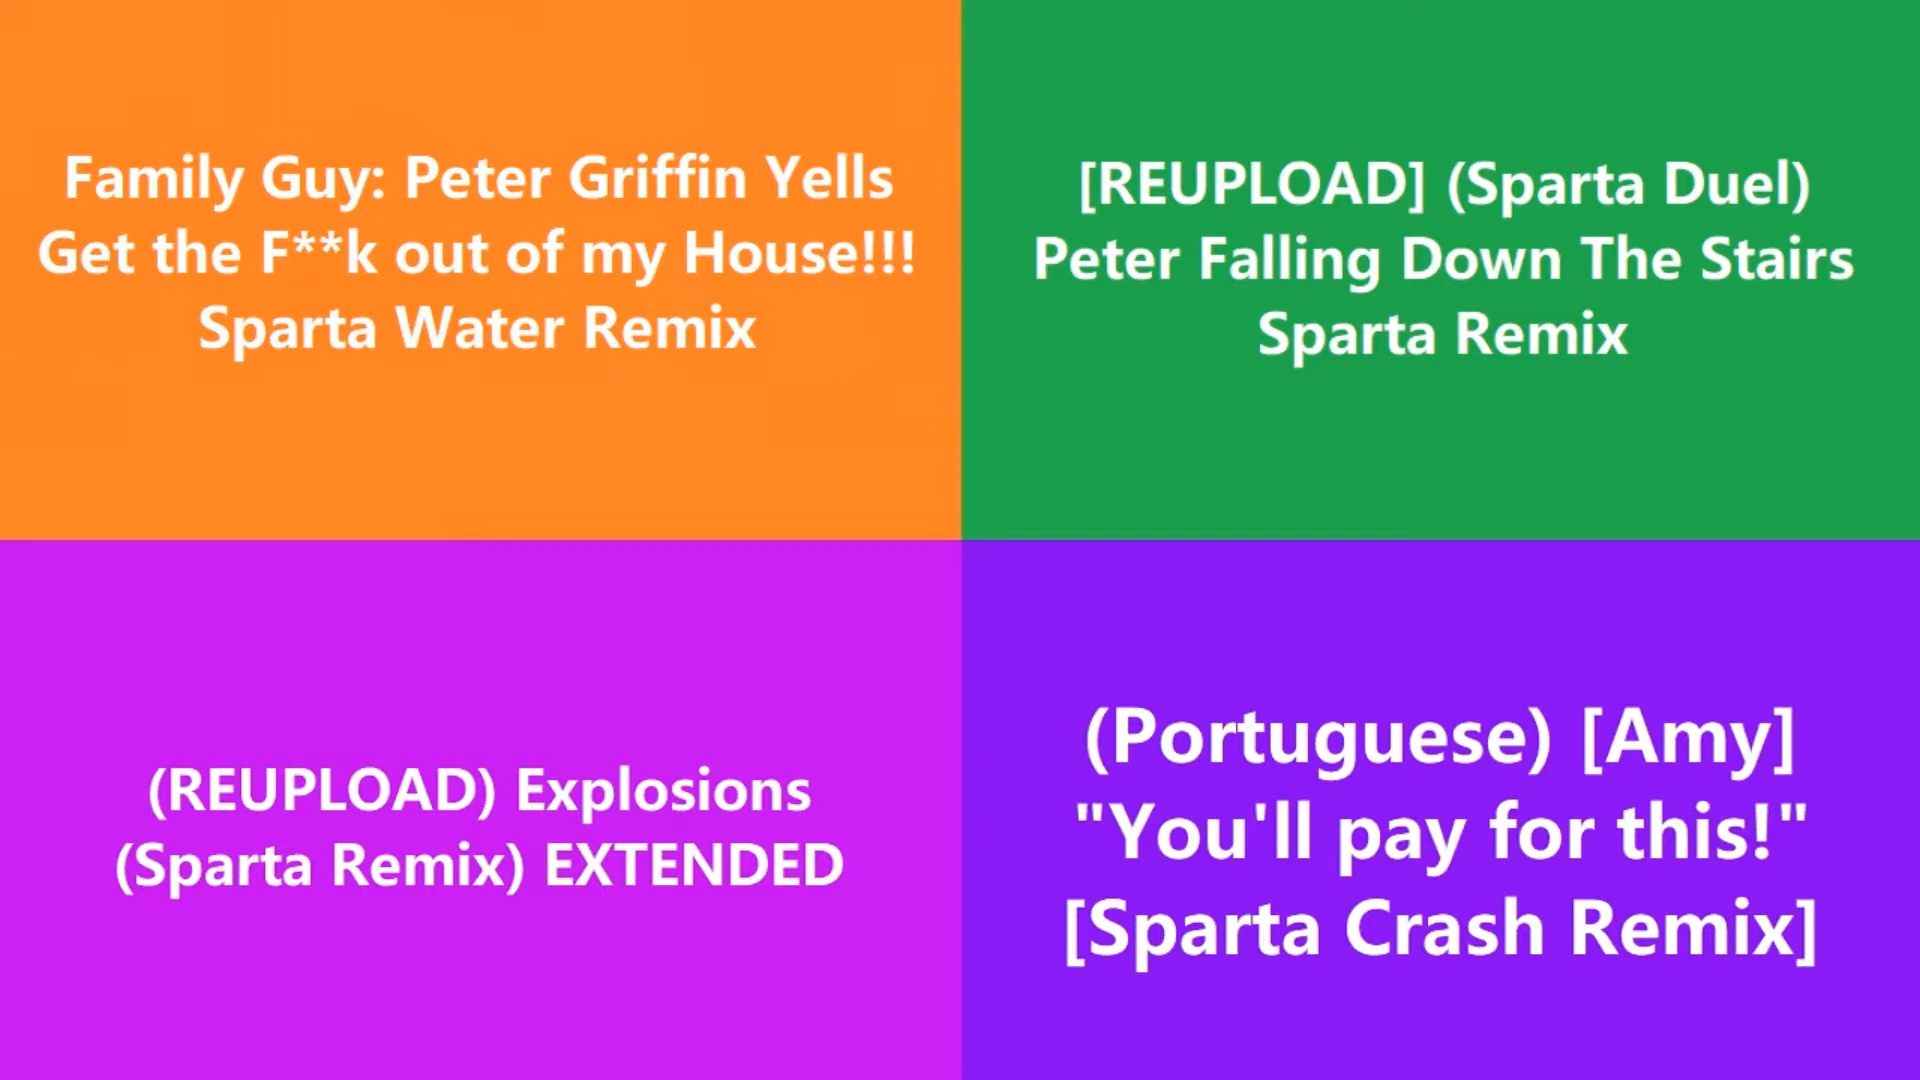 Family Guy: Peter Griffin Yells
Get the F**k out of my House!!!
Sparta Water Remix
[REUPLOAD] (Sparta Duel)
Peter Falling Down The Stairs
Sparta Remix
(REUPLOAD) Explosions
(Sparta Remix) EXTENDED
(Portuguese) [Amy]
"You'll pay for this!"
[Sparta Crash Remix]